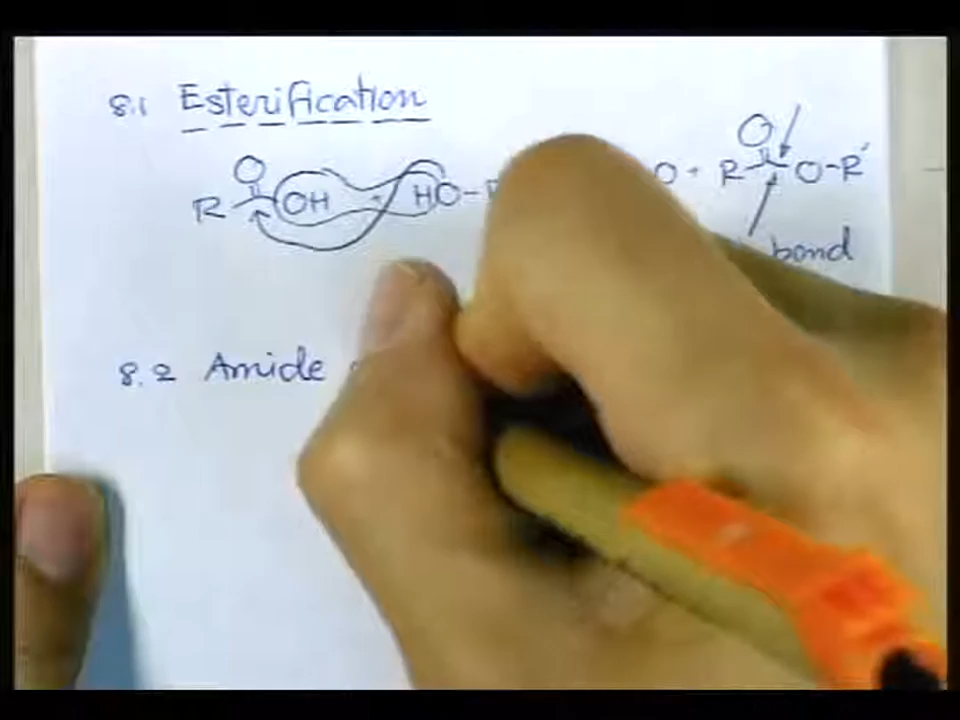 8.1 Esterification
O O
R OH + HO-R O + R O-R'
bond
8.2 Amide